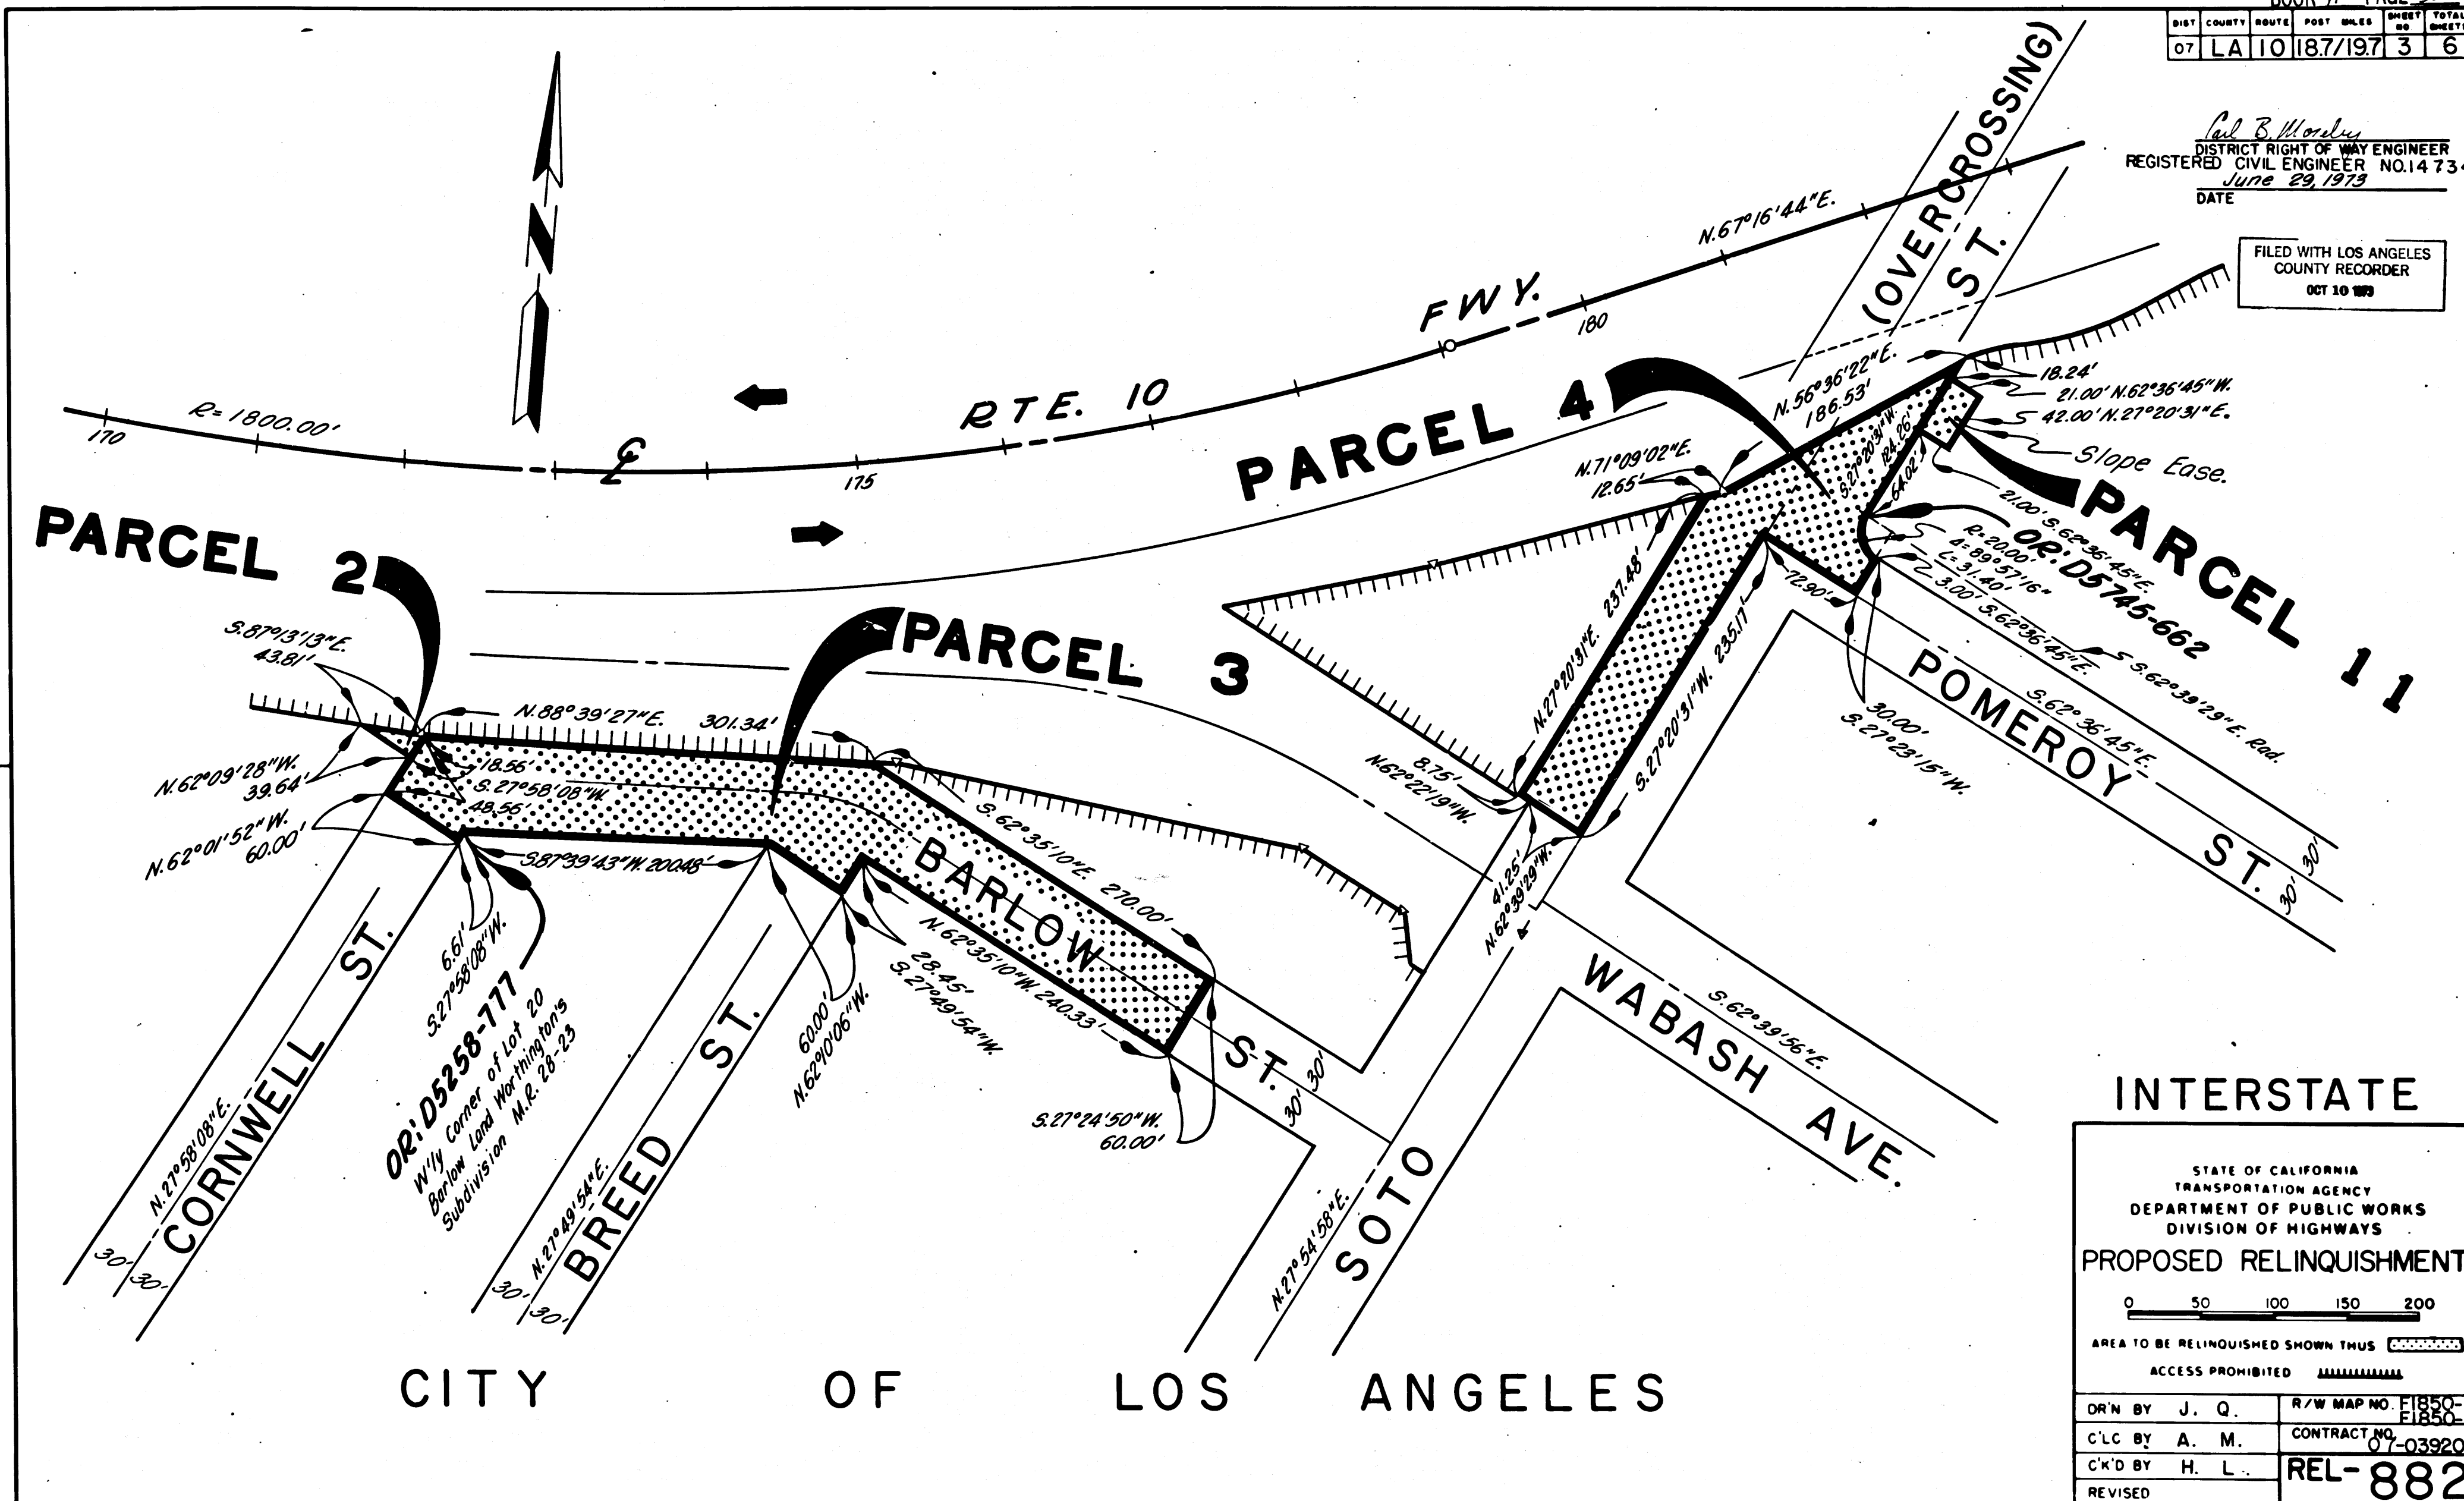 DIST COUNTY ROUTE POST MILES SHEET NO TOTAL SHEETS
07 LA 10 18.7/19.7 3 6
DISTRICT RIGHT OF WAY ENGINEER
REGISTERED CIVIL ENGINEER NO. 14734
June 29, 1973
DATE
FILED WITH LOS ANGELES
COUNTY RECORDER
OCT 10 1973
N
(OVERCROSSING)
ST.
N.67°16'44"E.
FWY.
180
RTE. 10
R=1800.00'
170
175
℄
PARCEL 4
N.56°36'22"E.
186.53'
18.24'
21.00' N.62°36'45"W.
42.00' N.27°20'31"E.
Slope Ease.
S.27°20'31"W.
124.26'
64.02'
N.71°09'02"E.
12.65'
PARCEL 11
21.00' S.62°36'45"E.
OR: D5745-662
R=20.00'
Δ=89°57'16"
L=31.40'
3.00' S.62°36'45"E.
S.62°39'29"E. Rad.
72.90'
30.00'
S.27°23'15"W.
S.62°36'45"E.
POMEROY ST.
30'
30'
PARCEL 2
S.87°13'13"E.
43.81'
PARCEL 3
N.88°39'27"E. 301.34'
N.62°09'28"W.
39.64'
18.56'
S.27°58'08"W.
48.56'
N.62°01'52"W.
60.00'
S.87°39'43"W. 200.48'
N.27°20'31"E. 237.48'
S.27°20'31"W. 235.17'
8.75'
N.62°22'19"W.
41.25'
N.62°39'29"W.
S.62°35'10"E. 270.00'
BARLOW ST.
30'
30'
N.62°35'10"W. 240.33'
28.45'
S.27°49'54"W.
60.00'
N.62°10'06"W.
S.27°24'50"W.
60.00'
6.61'
S.27°58'08"W.
OR: D5258-777
W'ly Corner of Lot 20
Barlow Land Worthington's
Subdivision M.R. 28-23
N.27°58'08"E.
CORNWELL ST.
30'
30'
N.27°49'54"E.
BREED ST.
30'
30'
N.27°54'58"E.
SOTO
S.62°39'56"E.
WABASH AVE.
CITY OF LOS ANGELES
INTERSTATE
STATE OF CALIFORNIA
TRANSPORTATION AGENCY
DEPARTMENT OF PUBLIC WORKS
DIVISION OF HIGHWAYS
PROPOSED RELINQUISHMENT
0 50 100 150 200
AREA TO BE RELINQUISHED SHOWN THUS
ACCESS PROHIBITED
DR'N BY J. Q.
R/W MAP NO. F1850-
F1850-
C'LC BY A. M.
CONTRACT NO. 07-03920
C'K'D BY H. L.
REL-882
REVISED